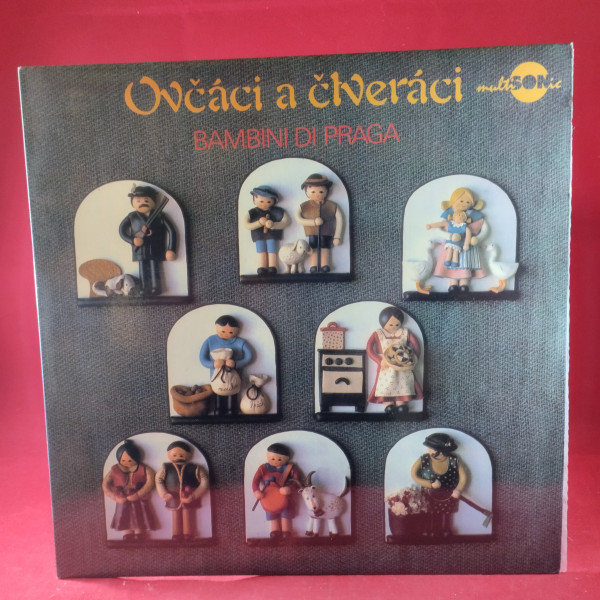 Ovčáci a čtveráci
multiSONic
BAMBINI DI PRAGA